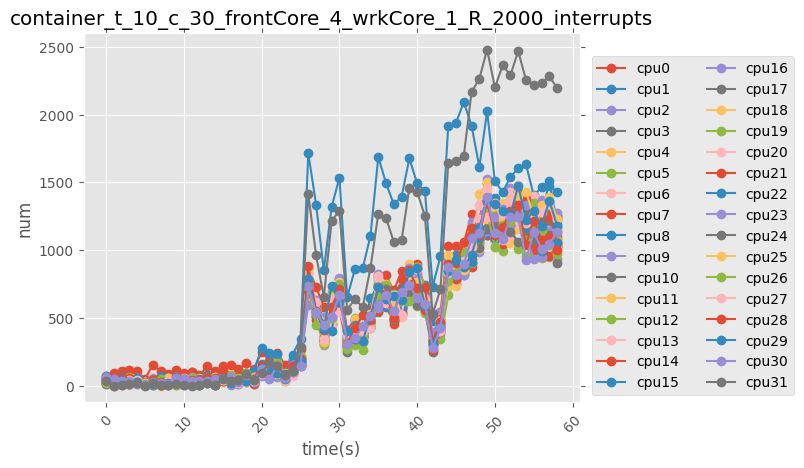 container_t_10_c_30_frontCore_4_wrkCore_1_R_2000_interrupts
2500
2000
1500
1000
500
0
num
0
10
20
30
40
50
60
time(s)
cpu0
cpu1
cpu2
cpu3
cpu4
cpu5
cpu6
cpu7
cpu8
cpu9
cpu10
cpu11
cpu12
cpu13
cpu14
cpu15
cpu16
cpu17
cpu18
cpu19
cpu20
cpu21
cpu22
cpu23
cpu24
cpu25
cpu26
cpu27
cpu28
cpu29
cpu30
cpu31